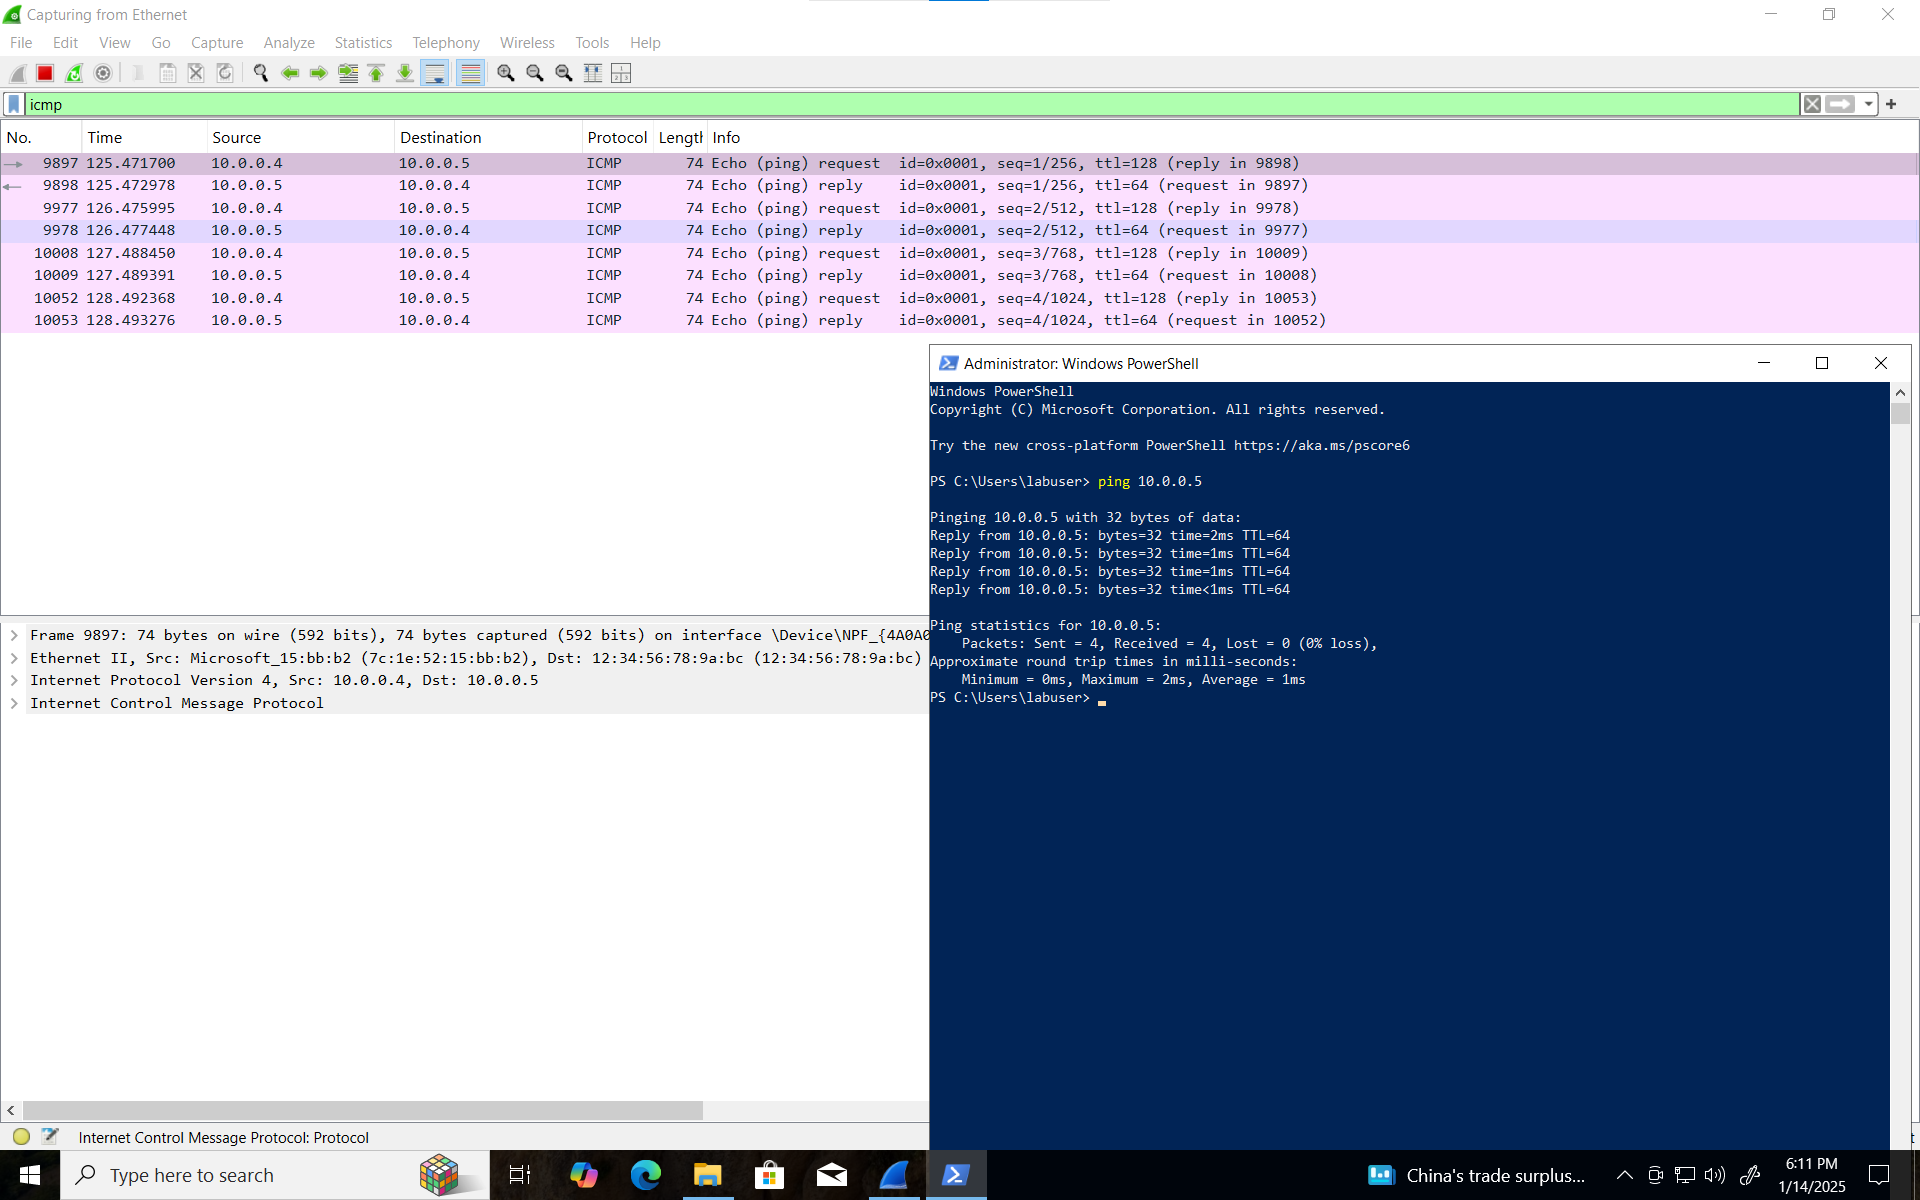 Capturing from Ethernet
File Edit View Go Capture Analyze Statistics Telephony Wireless Tools Help
icmp
No. Time Source Destination Protocol Length Info
9897 125.471700 10.0.0.4 10.0.0.5 ICMP 74 Echo (ping) request id=0x0001, seq=1/256, ttl=128 (reply in 9898)
9898 125.472978 10.0.0.5 10.0.0.4 ICMP 74 Echo (ping) reply id=0x0001, seq=1/256, ttl=64 (request in 9897)
9977 126.475995 10.0.0.4 10.0.0.5 ICMP 74 Echo (ping) request id=0x0001, seq=2/512, ttl=128 (reply in 9978)
9978 126.477448 10.0.0.5 10.0.0.4 ICMP 74 Echo (ping) reply id=0x0001, seq=2/512, ttl=64 (request in 9977)
10008 127.488450 10.0.0.4 10.0.0.5 ICMP 74 Echo (ping) request id=0x0001, seq=3/768, ttl=128 (reply in 10009)
10009 127.489391 10.0.0.5 10.0.0.4 ICMP 74 Echo (ping) reply id=0x0001, seq=3/768, ttl=64 (request in 10008)
10052 128.492368 10.0.0.4 10.0.0.5 ICMP 74 Echo (ping) request id=0x0001, seq=4/1024, ttl=128 (reply in 10053)
10053 128.493276 10.0.0.5 10.0.0.4 ICMP 74 Echo (ping) reply id=0x0001, seq=4/1024, ttl=64 (request in 10052)
Frame 9897: 74 bytes on wire (592 bits), 74 bytes captured (592 bits) on interface \Device\NPF_{4A0A0
Ethernet II, Src: Microsoft_15:bb:b2 (7c:1e:52:15:bb:b2), Dst: 12:34:56:78:9a:bc (12:34:56:78:9a:bc)
Internet Protocol Version 4, Src: 10.0.0.4, Dst: 10.0.0.5
Internet Control Message Protocol
Administrator: Windows PowerShell
Windows PowerShell
Copyright (C) Microsoft Corporation. All rights reserved.
Try the new cross-platform PowerShell https://aka.ms/pscore6
PS C:\Users\labuser> ping 10.0.0.5
Pinging 10.0.0.5 with 32 bytes of data:
Reply from 10.0.0.5: bytes=32 time=2ms TTL=64
Reply from 10.0.0.5: bytes=32 time=1ms TTL=64
Reply from 10.0.0.5: bytes=32 time=1ms TTL=64
Reply from 10.0.0.5: bytes=32 time<1ms TTL=64
Ping statistics for 10.0.0.5:
Packets: Sent = 4, Received = 4, Lost = 0 (0% loss),
Approximate round trip times in milli-seconds:
Minimum = 0ms, Maximum = 2ms, Average = 1ms
PS C:\Users\labuser>
Internet Control Message Protocol: Protocol
Type here to search
China's trade surplus...
6:11 PM
1/14/2025